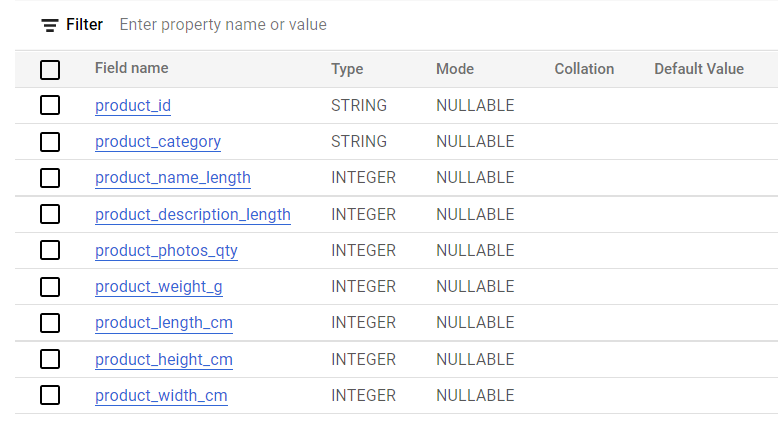 Filter Enter property name or value
Field name Type Mode Collation Default Value
product_id STRING NULLABLE
product_category STRING NULLABLE
product_name_length INTEGER NULLABLE
product_description_length INTEGER NULLABLE
product_photos_qty INTEGER NULLABLE
product_weight_g INTEGER NULLABLE
product_length_cm INTEGER NULLABLE
product_height_cm INTEGER NULLABLE
product_width_cm INTEGER NULLABLE